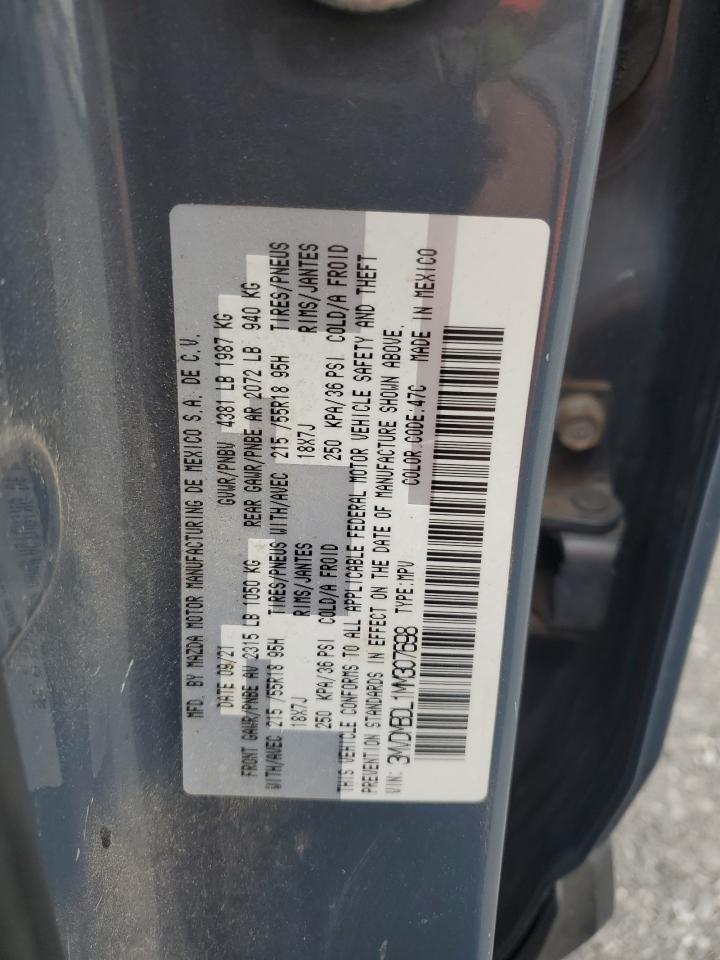 MFD. BY MAZDA MOTOR MANUFACTURING DE MEXICO S.A. DE C.V.
DATE 09/21 GVWR/PNBV 4381 LB 1987 KG
FRONT GAWR/PNBE AV 2315 LB 1050 KG REAR GAWR/PNBE AR 2072 LB 940 KG
WITH/AVEC 215 /55R18 95H TIRES/PNEUS WITH/AVEC 215 /55R18 95H TIRES/PNEUS
18X7J RIMS/JANTES 18X7J RIMS/JANTES
250 KPA/36 PSI COLD/A FROID 250 KPA/36 PSI COLD/A FROID
THIS VEHICLE CONFORMS TO ALL APPLICABLE FEDERAL MOTOR VEHICLE SAFETY AND THEFT
PREVENTION STANDARDS IN EFFECT ON THE DATE OF MANUFACTURE SHOWN ABOVE.
VIN: 3MVDMBDL1MM307698 TYPE:MPV COLOR CODE:47C MADE IN MEXICO